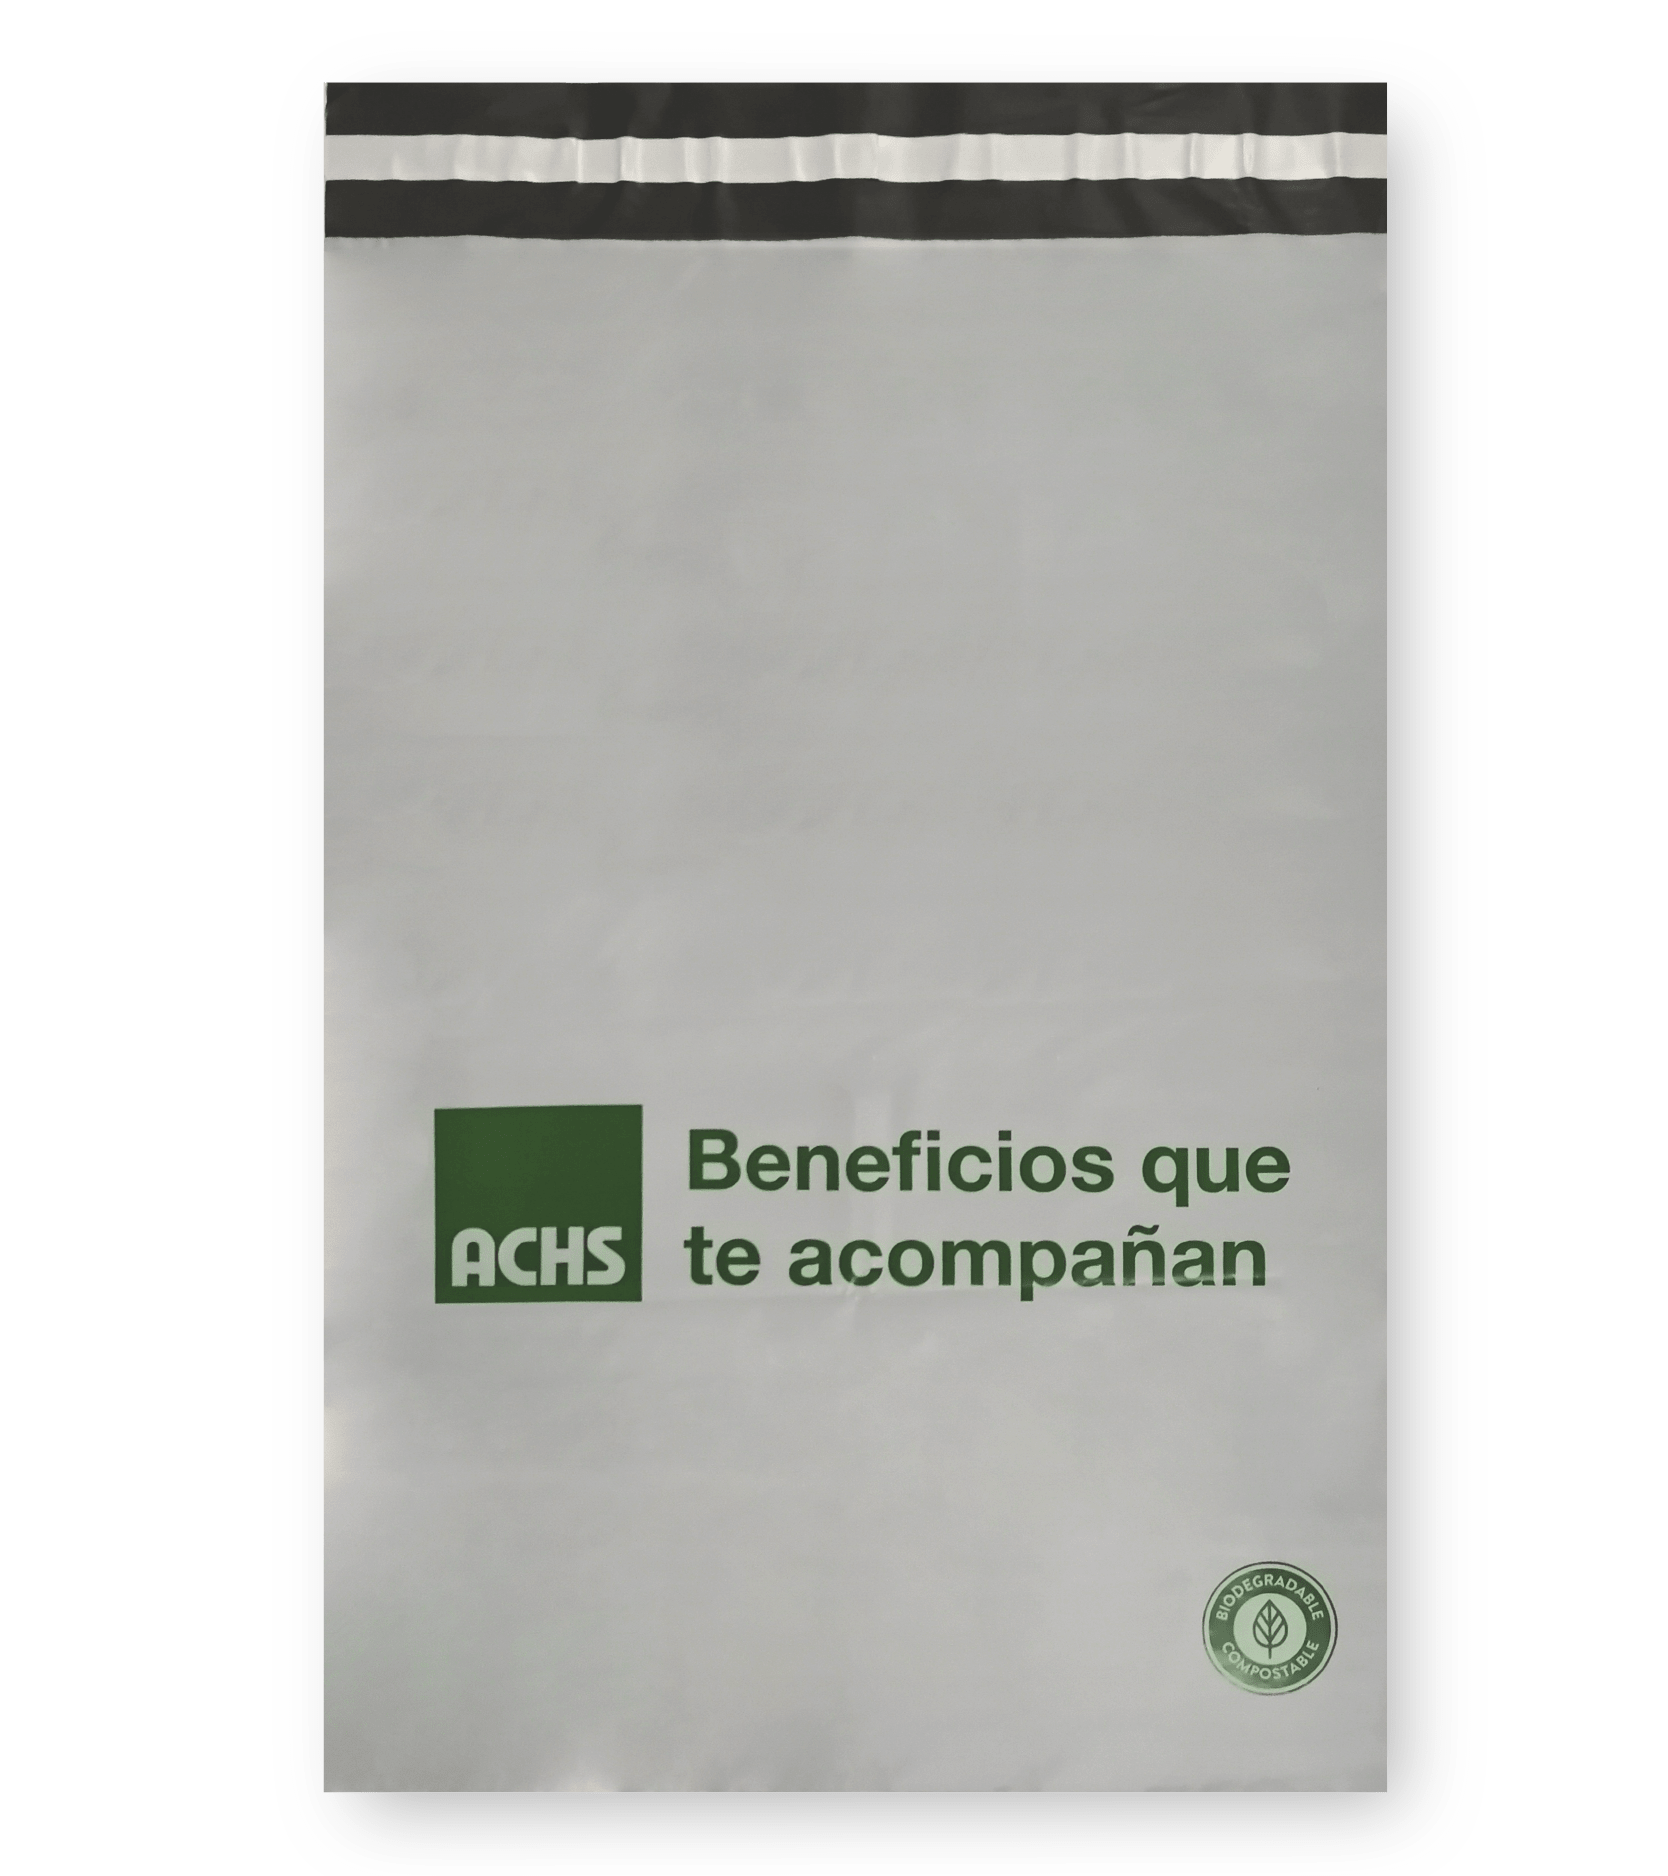 Beneficios que
te acompañan
ACHS
BIODEGRADABLE
COMPOSTABLE